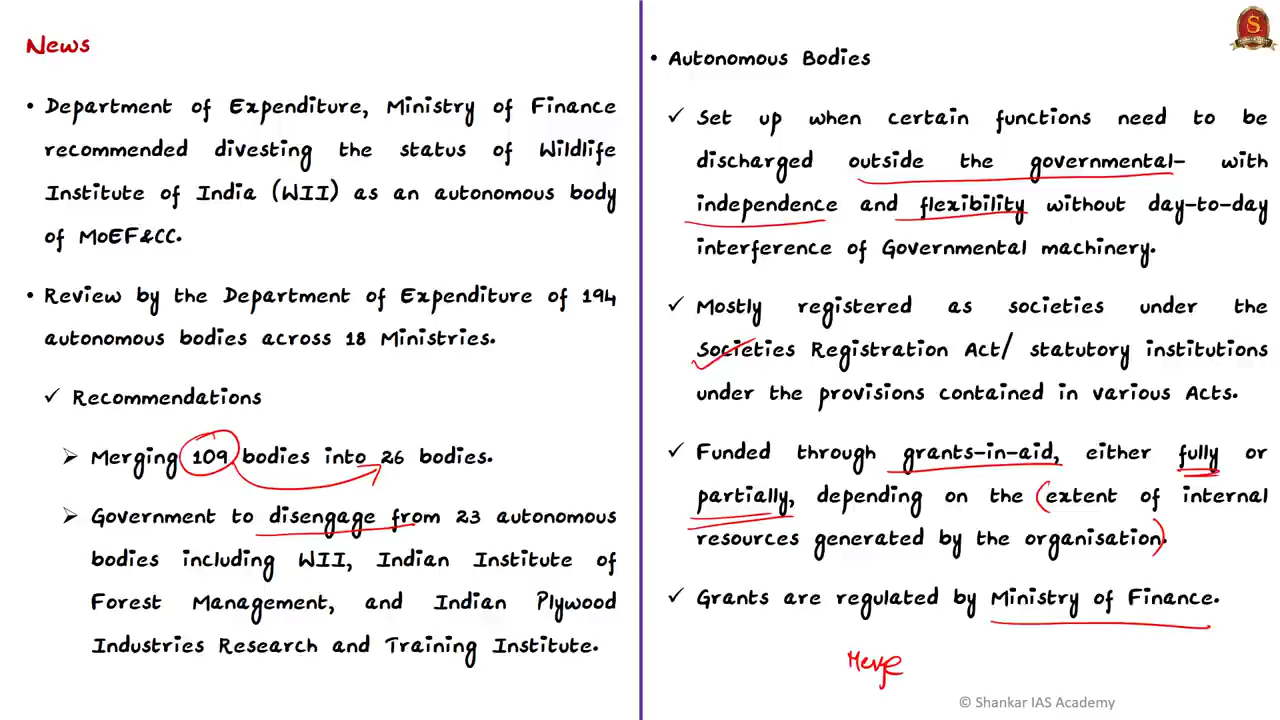 News
• Department of Expenditure, Ministry of Finance
recommended divesting the status of Wildlife
Institute of India (WII) as an autonomous body
of MoEF&CC.
• Review by the Department of Expenditure of 194
autonomous bodies across 18 Ministries.
✓ Recommendations
➢ Merging 109 bodies into 26 bodies.
➢ Government to disengage from 23 autonomous
bodies including WII, Indian Institute of
Forest Management, and Indian Plywood
Industries Research and Training Institute.
• Autonomous Bodies
✓ Set up when certain functions need to be
discharged outside the governmental- with
independence and flexibility without day-to-day
interference of Governmental machinery.
✓ Mostly registered as societies under the
Societies Registration Act/ statutory institutions
under the provisions contained in various Acts.
✓ Funded through grants-in-aid, either fully or
partially, depending on the extent of internal
resources generated by the organisation.
✓ Grants are regulated by Ministry of Finance.
Merge
© Shankar IAS Academy